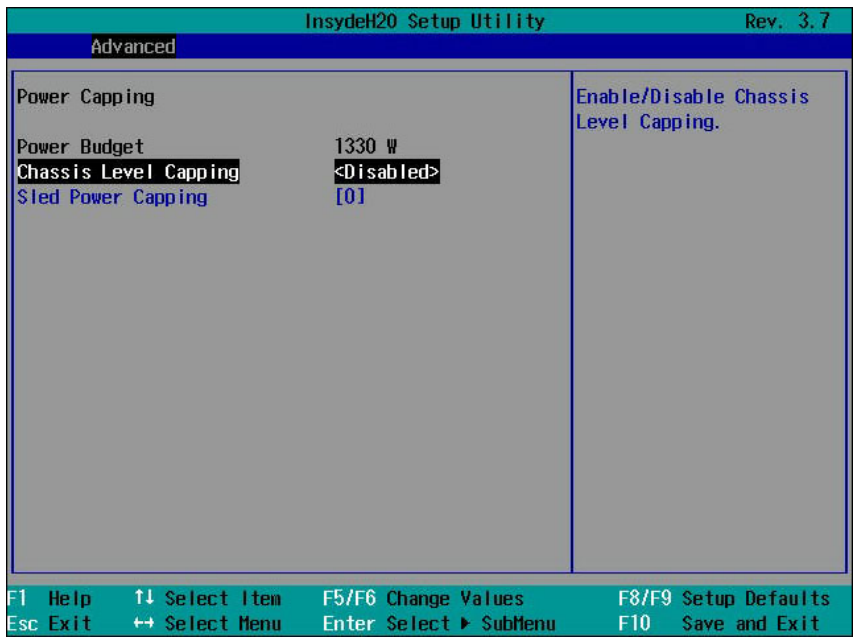 InsydeH20 Setup Utility Rev. 3.7
Advanced
Power Capping
Power Budget 1330 W
Chassis Level Capping <Disabled>
Sled Power Capping [0]
Enable/Disable Chassis
Level Capping.
F1 Help ↑↓ Select Item F5/F6 Change Values F8/F9 Setup Defaults
Esc Exit ↔ Select Menu Enter Select ▶ SubMenu F10 Save and Exit